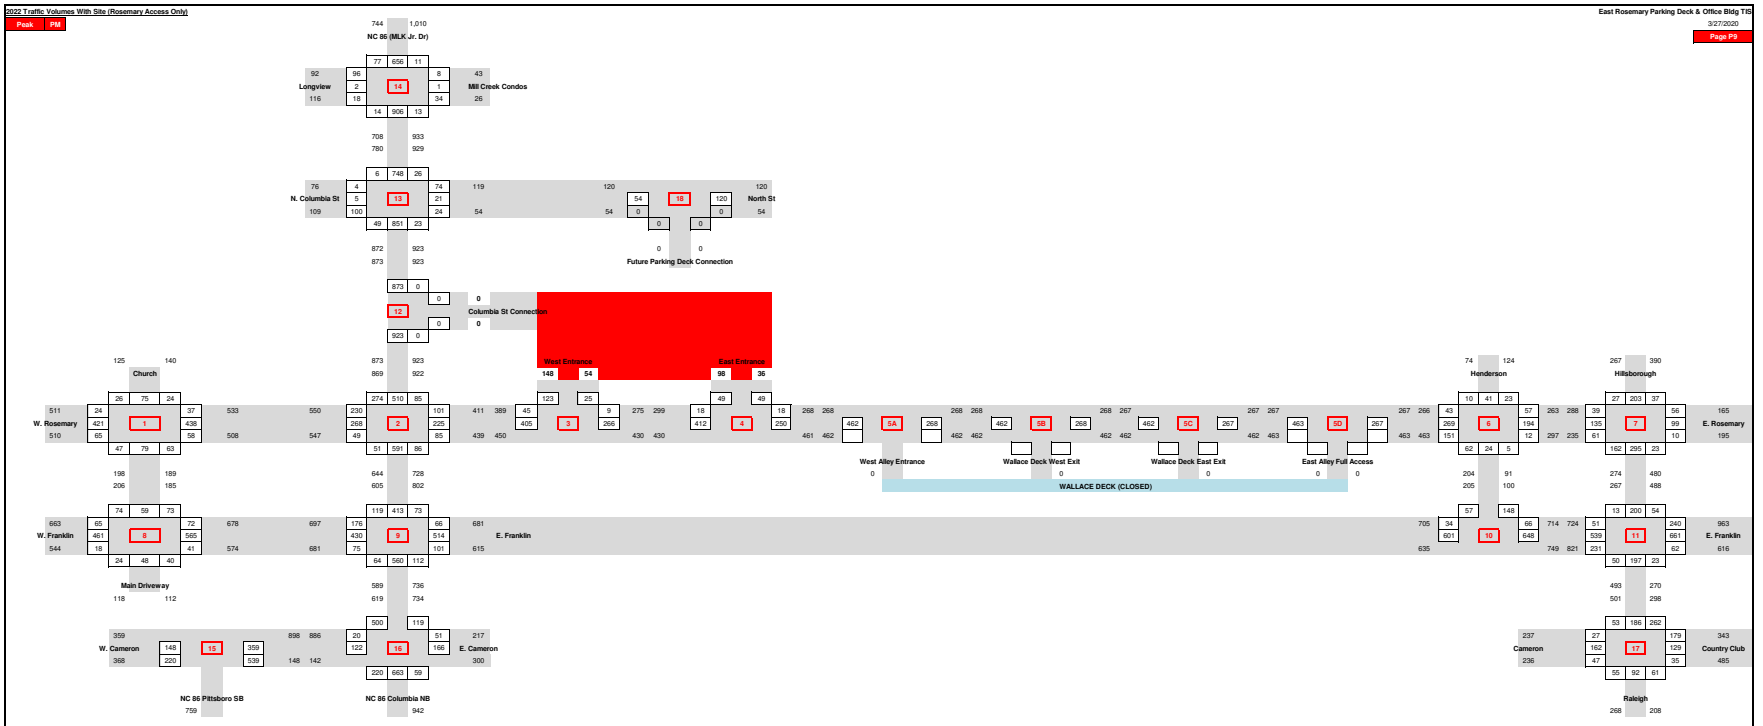 2022 Traffic Volumes With Site (Rosemary Access Only) East Rosemary Parking Deck & Office Bldg TIS
Peak PM 744 1,010 3/27/2020
NC 86 (MLK Jr. Dr) Page P9
77 656 11
92 96 8 43
Longview 2 14 1 Mill Creek Condos
116 18 34 26
14 906 13
708 933
780 929
6 748 26
76 4 74 119 120 120
N. Columbia St 5 13 21 54 18 120 North St
109 100 24 54 54 0 0 54
49 851 23 0 0
872 923 0 0
873 923 Future Parking Deck Connection
873 0
0 0
12 Columbia St Connection
0 0
923 0
125 140 873 923 West Entrance East Entrance 74 124 267 390
Church 869 922 148 54 98 36 Henderson Hillsborough
26 75 24 274 510 85 123 25 49 49 10 41 23 27 203 37
511 24 37 533 550 230 101 411 389 45 9 275 299 18 18 268 268 268 268 268 267 267 267 267 266 43 57 263 288 39 56 165
W. Rosemary 421 1 438 268 2 225 405 3 266 412 4 250 462 5A 268 462 5B 268 462 5C 267 463 5D 267 269 6 194 135 7 99 E. Rosemary
510 65 58 508 547 49 85 439 450 430 430 461 462 462 462 462 462 462 463 463 463 151 12 297 235 61 10 195
47 79 63 51 591 86 62 24 5 162 295 23
West Alley Entrance Wallace Deck West Exit Wallace Deck East Exit East Alley Full Access
198 189 644 728 0 0 0 0 0 204 91 274 480
206 185 605 802 WALLACE DECK (CLOSED) 205 100 267 488
74 59 73 119 413 73 57 148 13 200 54
663 65 72 678 697 176 66 681 705 34 66 714 724 51 240 963
W. Franklin 461 8 565 430 9 514 E. Franklin 601 10 648 539 11 661 E. Franklin
544 18 41 574 681 75 101 615 635 749 821 231 62 616
24 48 40 64 560 112 50 197 23
Main Driveway 589 736 493 270
118 112 619 734 501 298
500 119 53 186 262
359 898 886 20 51 217 237 27 179 343
W. Cameron 148 15 359 122 16 166 E. Cameron Cameron 162 17 129 Country Club
368 220 539 148 142 300 236 47 35 485
220 663 59 55 92 61
NC 86 Pittsboro SB NC 86 Columbia NB Raleigh
759 942 268 208